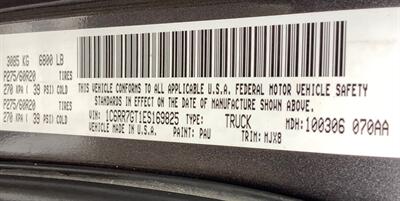 3085 KG 6800 LB
P275/60R20 TIRES
270 KPA ( 39 PSI) COLD
P275/60R20 TIRES
270 KPA ( 39 PSI) COLD
THIS VEHICLE CONFORMS TO ALL APPLICABLE U.S.A. FEDERAL MOTOR VEHICLE SAFETY
STANDARDS IN EFFECT ON THE DATE OF MANUFACTURE SHOWN ABOVE.
VIN: 1C6RR7GT1ES169825 TYPE: TRUCK MDH: 100306 070AA
VEHICLE MADE IN PAINT: PAU TRIM: MJX8